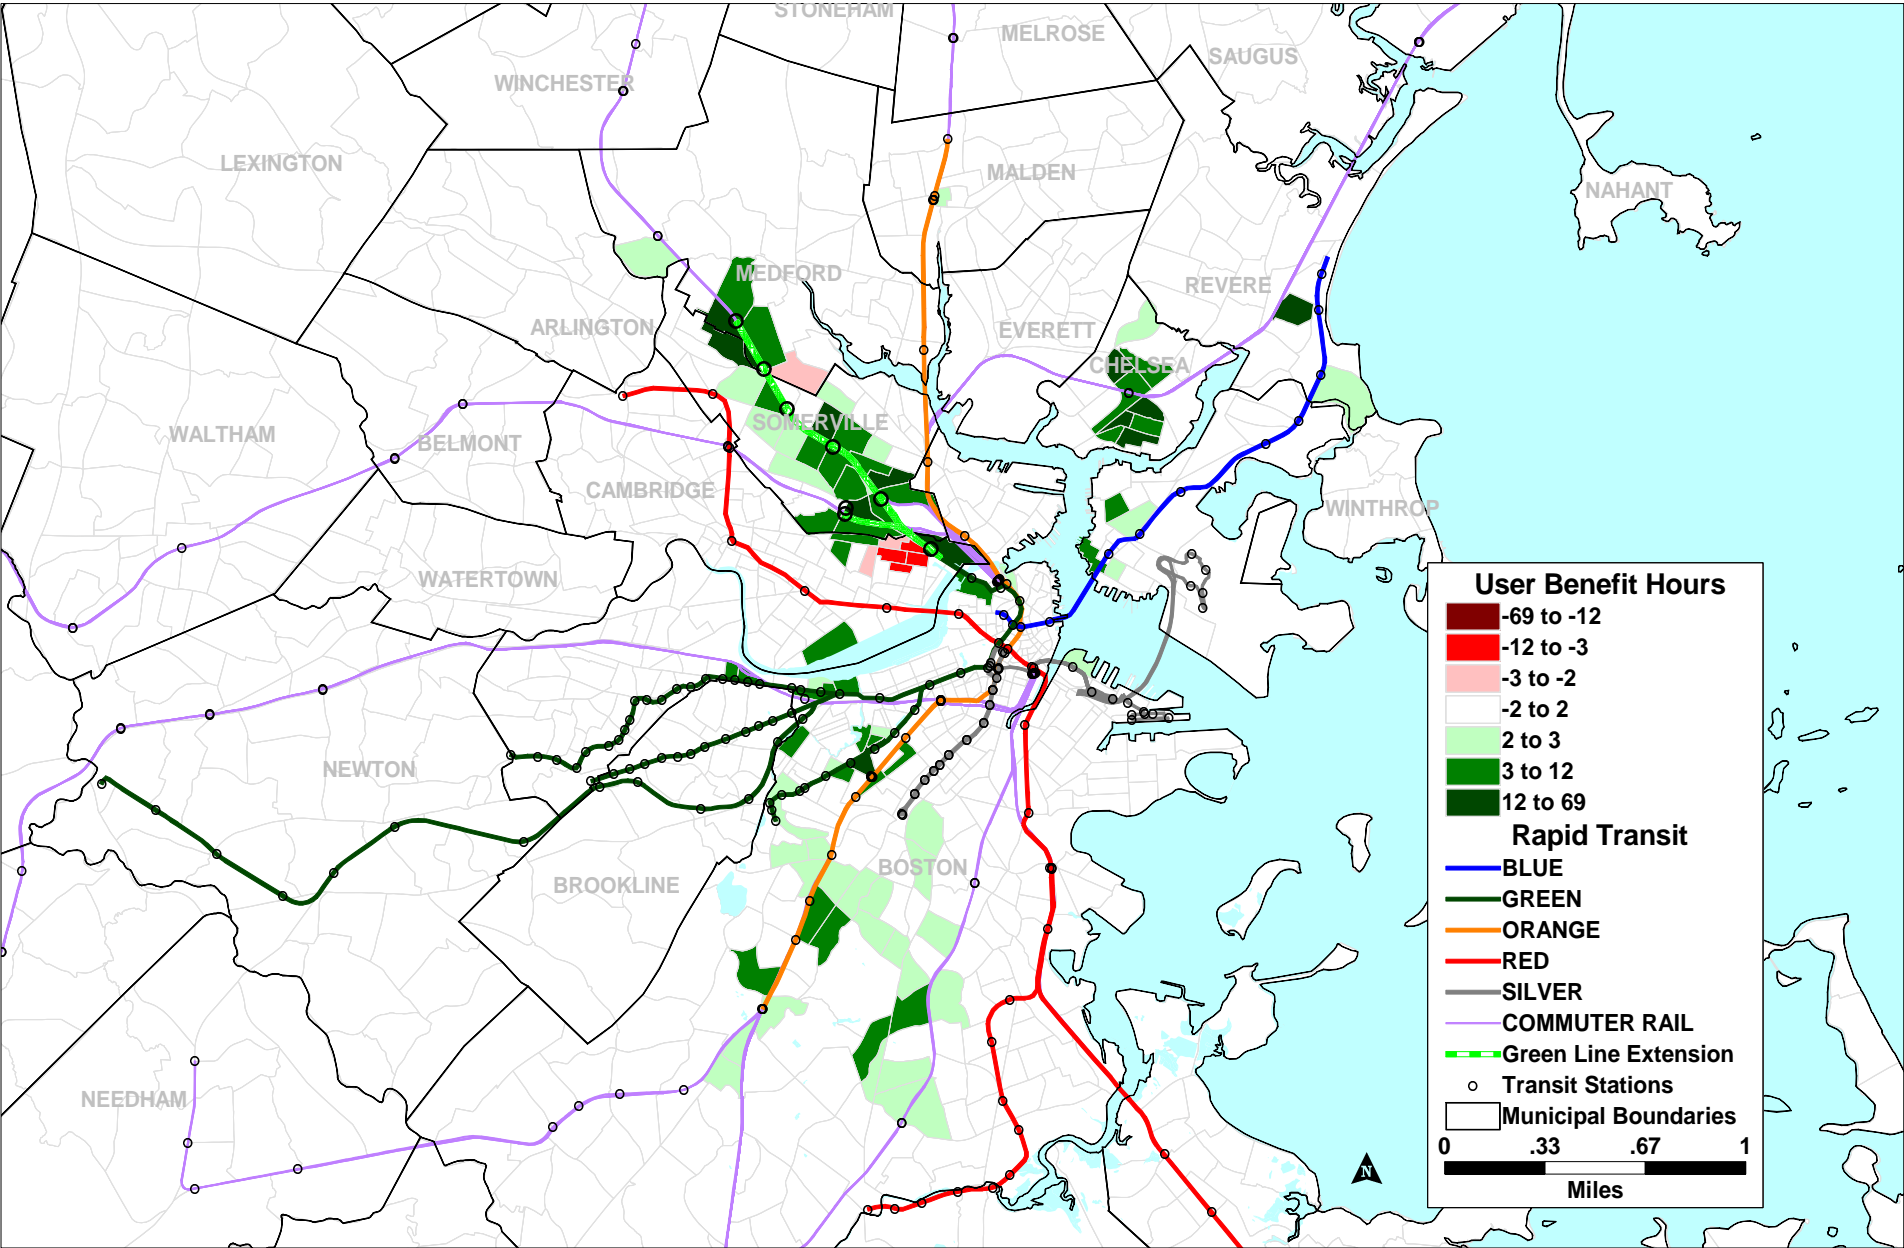 STONEHAM
MELROSE
SAUGUS
WINCHESTER
LEXINGTON
MALDEN
NAHANT
MEDFORD
REVERE
ARLINGTON
EVERETT
CHELSEA
SOMERVILLE
WALTHAM
BELMONT
CAMBRIDGE
WINTHROP
WATERTOWN
NEWTON
BOSTON
BROOKLINE
NEEDHAM
User Benefit Hours
-69 to -12
-12 to -3
-3 to -2
-2 to 2
2 to 3
3 to 12
12 to 69
Rapid Transit
BLUE
GREEN
ORANGE
RED
SILVER
COMMUTER RAIL
Green Line Extension
Transit Stations
Municipal Boundaries
0 .33 .67 1
Miles
N